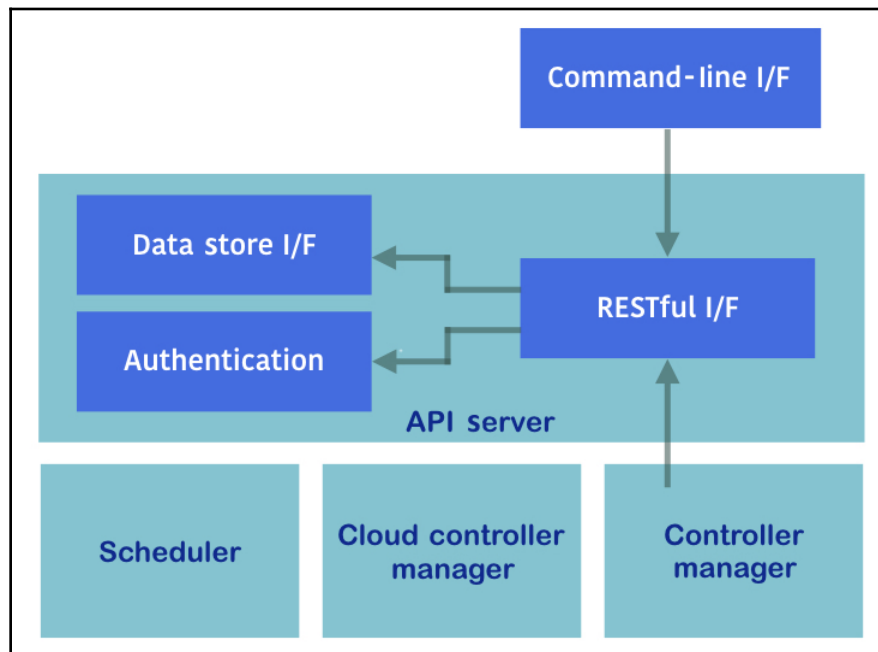 Command-line I/F
Data store I/F
RESTful I/F
Authentication
API server
Scheduler
Cloud controller
manager
Controller
manager